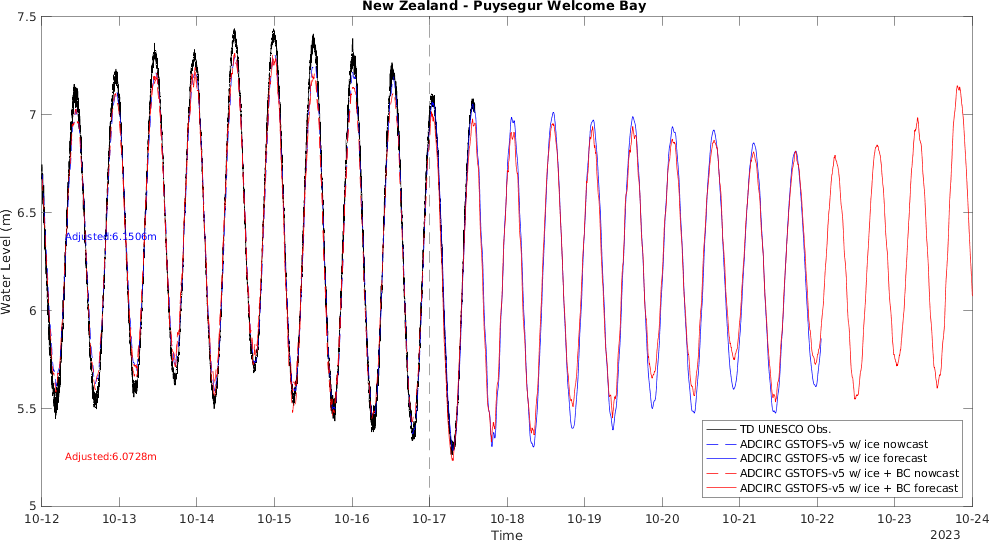 New Zealand - Puysegur Welcome Bay
7.5
7
6.5
6
5.5
5
Water Level (m)
Adjusted:6.1506m
Adjusted:6.0728m
TD UNESCO Obs.
ADCIRC GSTOFS-v5 w/ ice nowcast
ADCIRC GSTOFS-v5 w/ ice forecast
ADCIRC GSTOFS-v5 w/ ice + BC nowcast
ADCIRC GSTOFS-v5 w/ ice + BC forecast
10-12 10-13 10-14 10-15 10-16 10-17 10-18 10-19 10-20 10-21 10-22 10-23 10-24
Time 2023